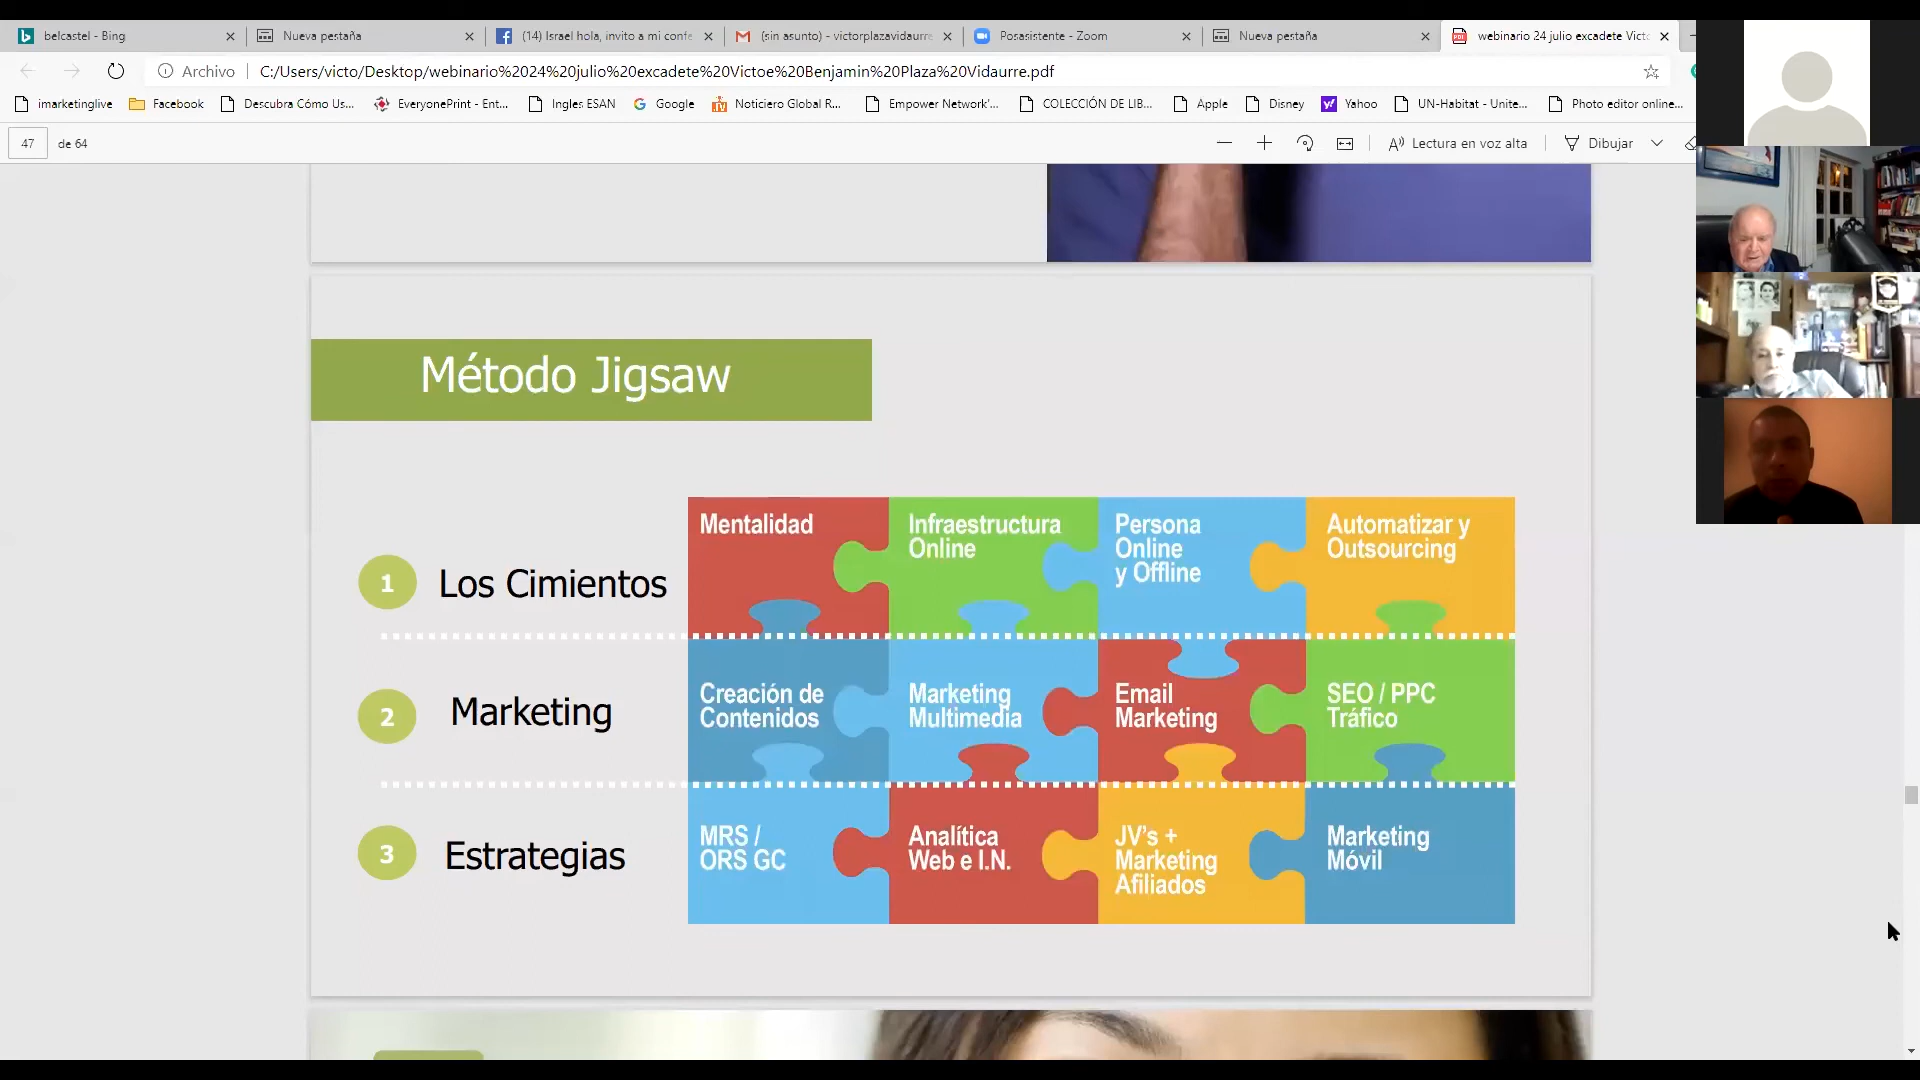 belcastel - Bing
Nueva pestaña
(14) Israel hola, invito a mi confe
(sin asunto) - victorplazavidaurre
Posasistente - Zoom
Nueva pestaña
webinario 24 julio excadete Victo
Archivo
C:/Users/victo/Desktop/webinario%2024%20julio%20excadete%20Victoe%20Benjamin%20Plaza%20Vidaurre.pdf
imarketinglive
Facebook
Descubra Cómo Us...
EveryonePrint - Ent...
Ingles ESAN
Google
Noticiero Global R...
Empower Network'...
COLECCIÓN DE LIB...
Apple
Disney
Yahoo
UN-Habitat - Unite...
Photo editor online...
47 de 64
Lectura en voz alta
Dibujar
Método Jigsaw
1 Los Cimientos
Mentalidad
Infraestructura
Online
Persona
Online
y Offline
Automatizar y
Outsourcing
2 Marketing
Creación de
Contenidos
Marketing
Multimedia
Email
Marketing
SEO / PPC
Tráfico
3 Estrategias
MRS /
ORS GC
Analítica
Web e I.N.
JV's +
Marketing
Afiliados
Marketing
Móvil